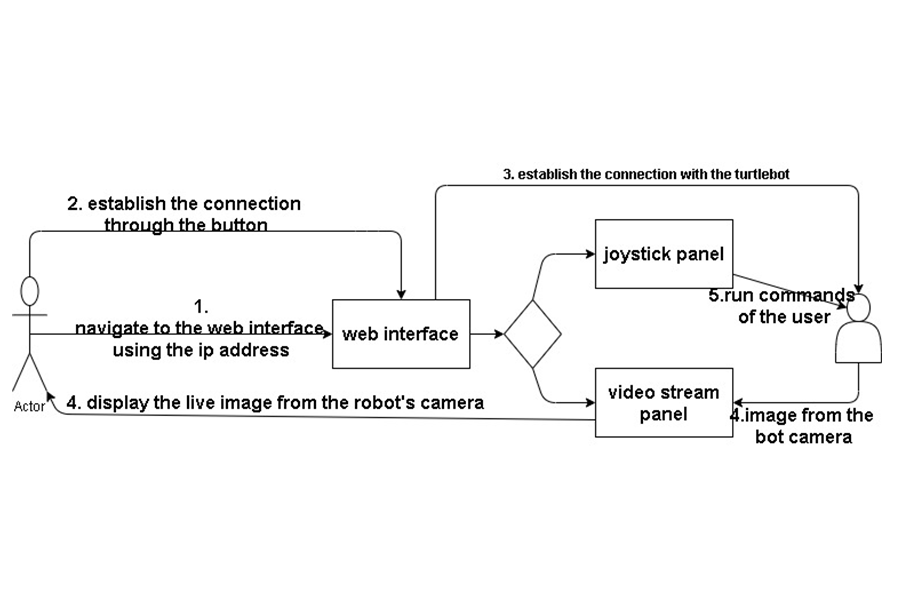 3. establish the connection with the turtlebot
2. establish the connection
through the button
joystick panel
1.
navigate to the web interface
using the ip address
web interface
5.run commands
of the user
Actor
4. display the live image from the robot's camera
video stream
panel
4.image from the
bot camera